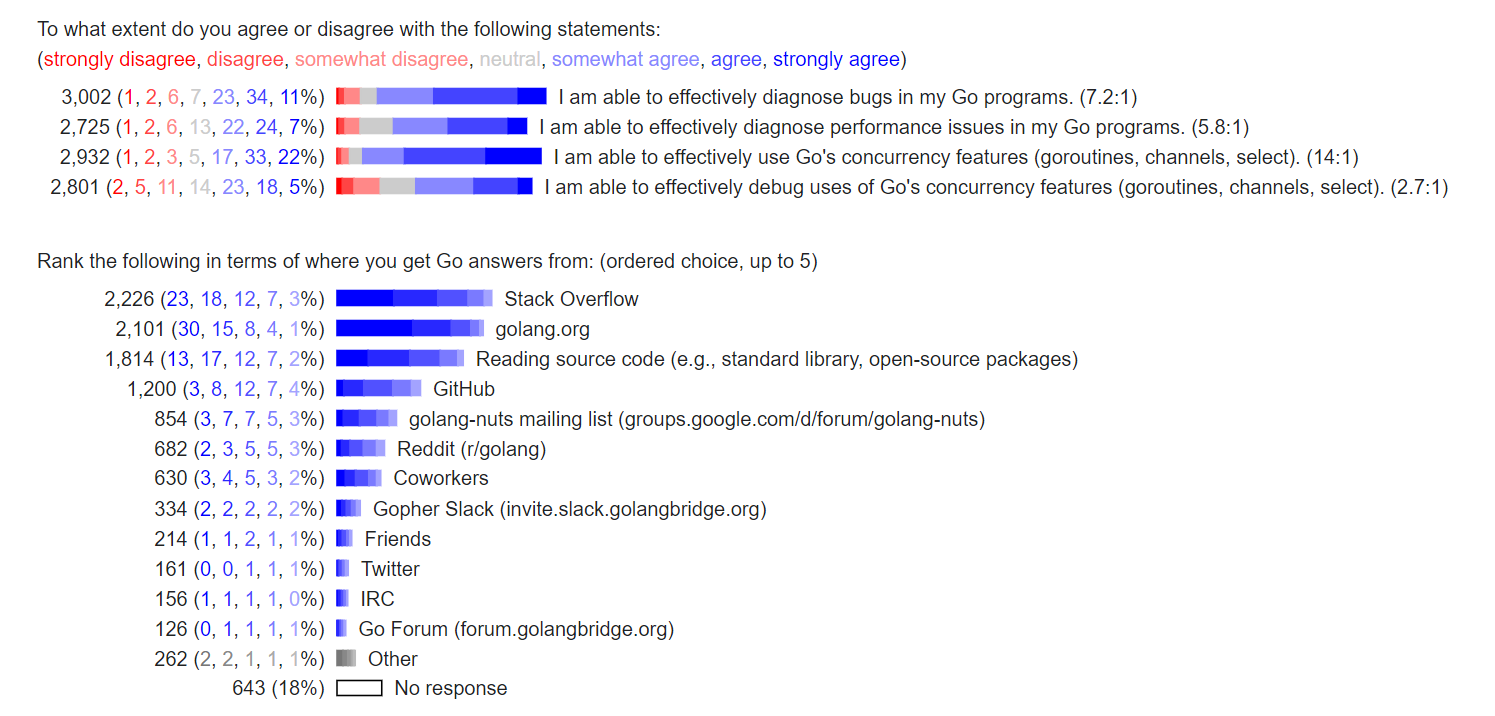 To what extent do you agree or disagree with the following statements:
(strongly disagree, disagree, somewhat disagree, neutral, somewhat agree, agree, strongly agree)
3,002 (1, 2, 6, 7, 23, 34, 11%) I am able to effectively diagnose bugs in my Go programs. (7.2:1)
2,725 (1, 2, 6, 13, 22, 24, 7%) I am able to effectively diagnose performance issues in my Go programs. (5.8:1)
2,932 (1, 2, 3, 5, 17, 33, 22%) I am able to effectively use Go's concurrency features (goroutines, channels, select). (14:1)
2,801 (2, 5, 11, 14, 23, 18, 5%) I am able to effectively debug uses of Go's concurrency features (goroutines, channels, select). (2.7:1)
Rank the following in terms of where you get Go answers from: (ordered choice, up to 5)
2,226 (23, 18, 12, 7, 3%) Stack Overflow
2,101 (30, 15, 8, 4, 1%) golang.org
1,814 (13, 17, 12, 7, 2%) Reading source code (e.g., standard library, open-source packages)
1,200 (3, 8, 12, 7, 4%) GitHub
854 (3, 7, 7, 5, 3%) golang-nuts mailing list (groups.google.com/d/forum/golang-nuts)
682 (2, 3, 5, 5, 3%) Reddit (r/golang)
630 (3, 4, 5, 3, 2%) Coworkers
334 (2, 2, 2, 2, 2%) Gopher Slack (invite.slack.golangbridge.org)
214 (1, 1, 2, 1, 1%) Friends
161 (0, 0, 1, 1, 1%) Twitter
156 (1, 1, 1, 1, 0%) IRC
126 (0, 1, 1, 1, 1%) Go Forum (forum.golangbridge.org)
262 (2, 2, 1, 1, 1%) Other
643 (18%) No response